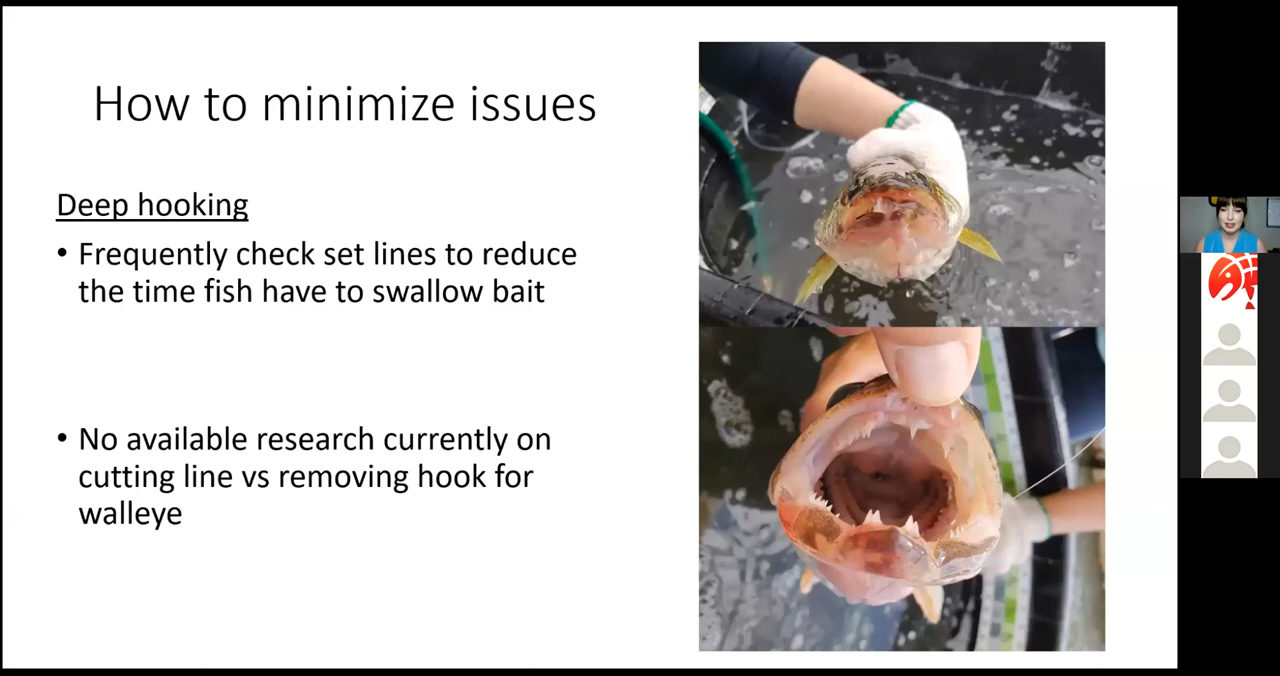 How to minimize issues
Deep hooking
• Frequently check set lines to reduce
the time fish have to swallow bait
• No available research currently on
cutting line vs removing hook for
walleye